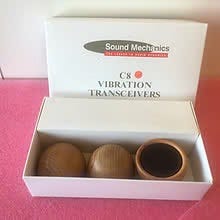 Sound Mechanics
C8
VIBRATION
TRANSCEIVERS